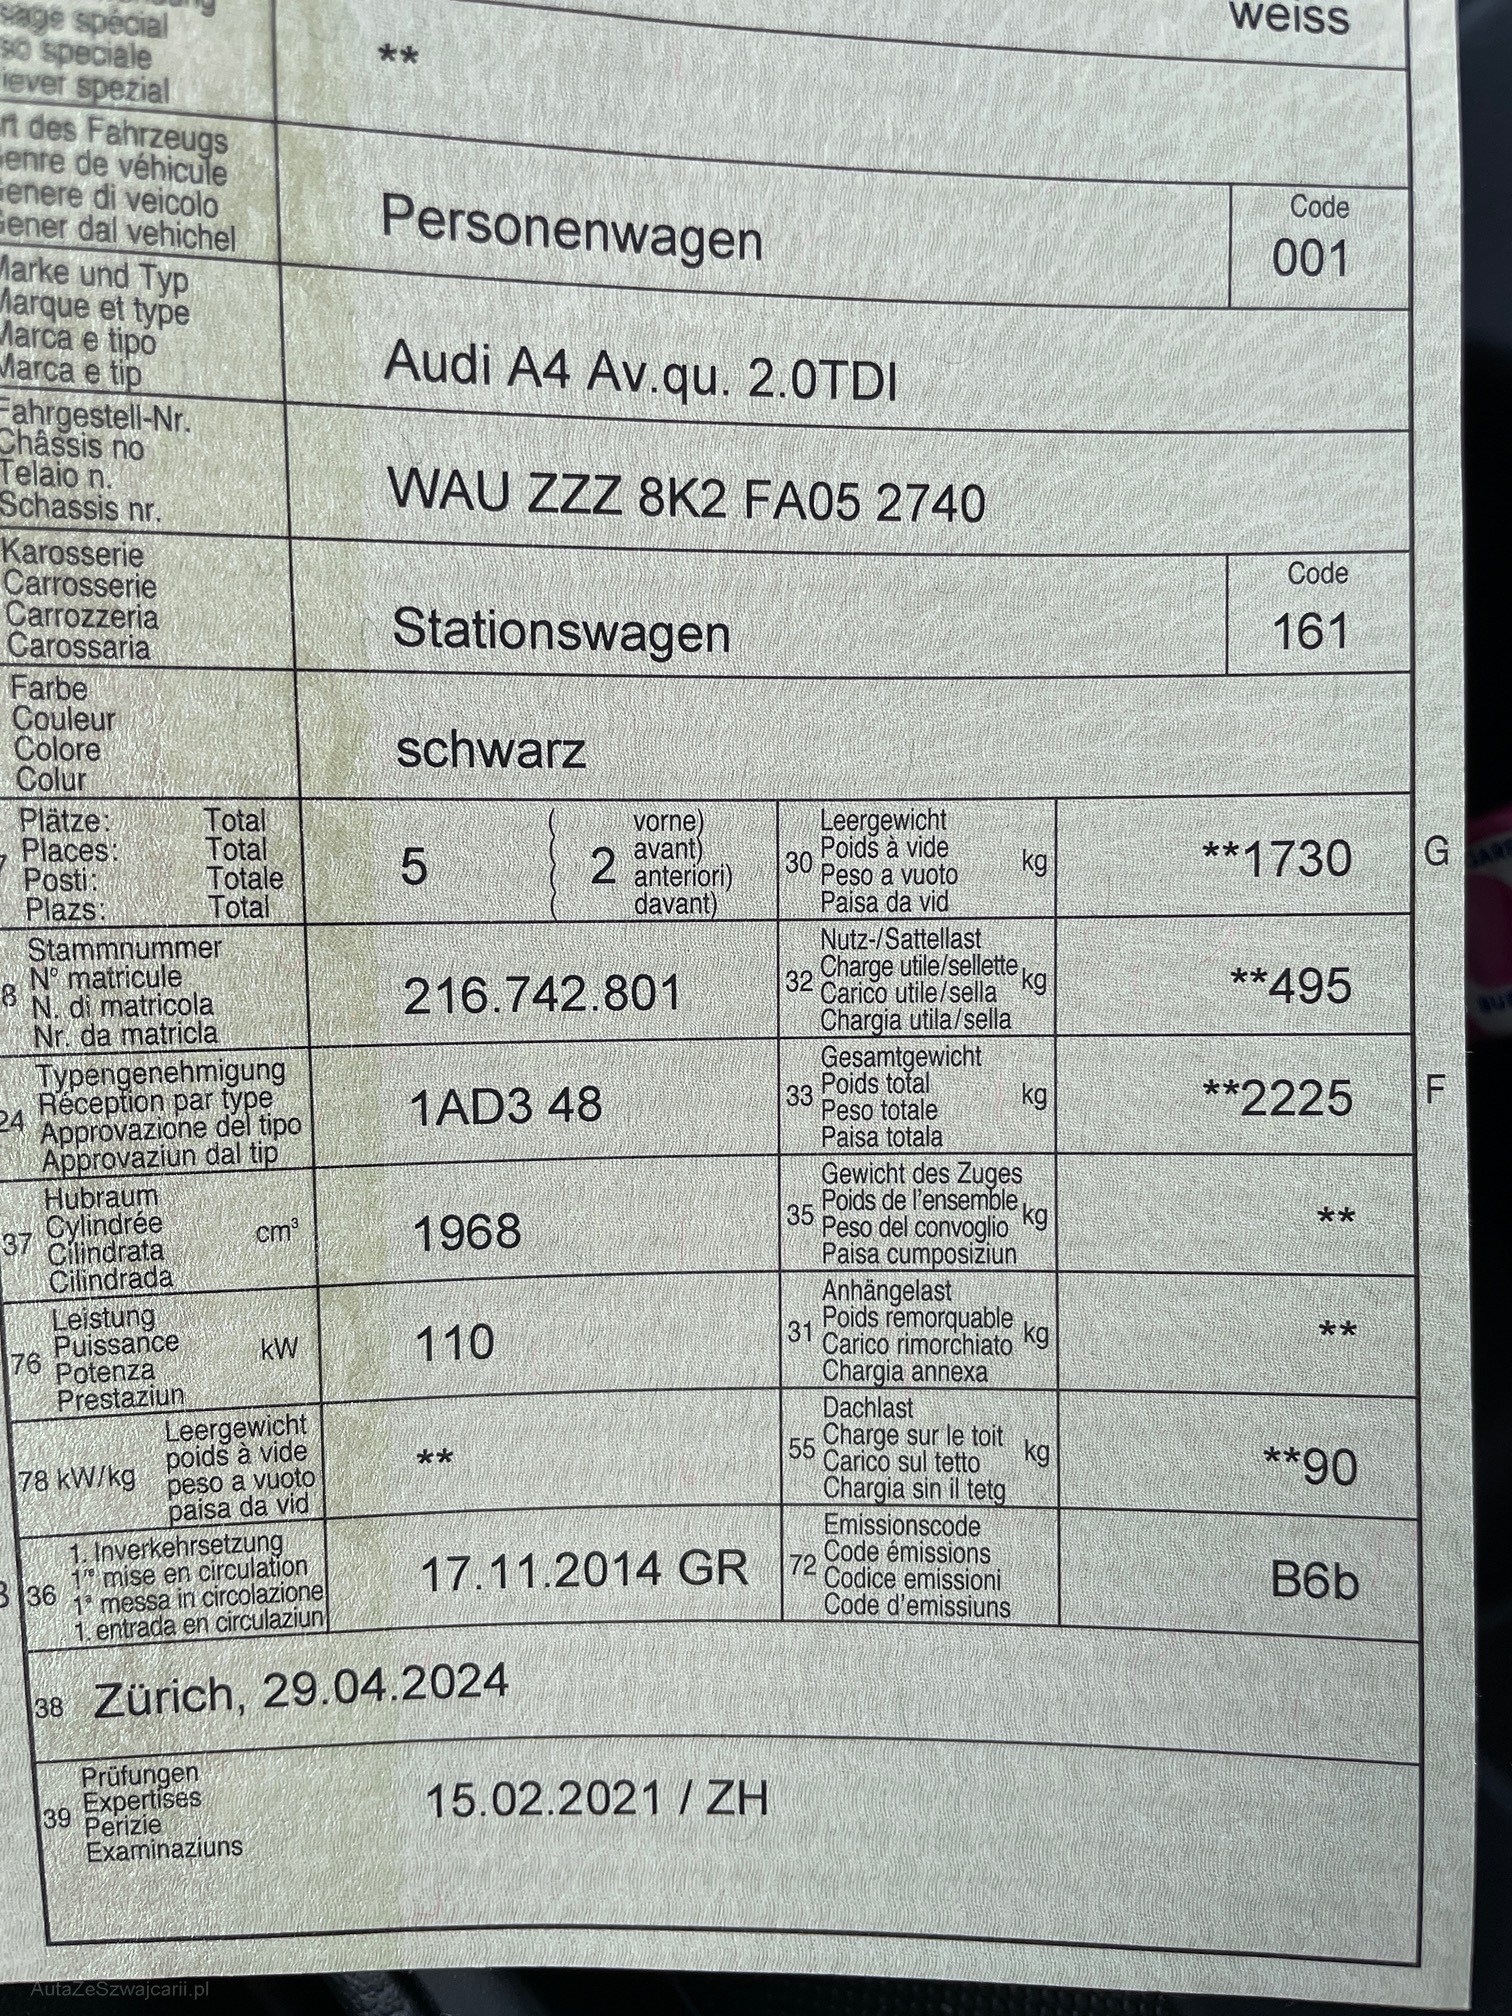 sage spécial
uso speciale
siever spezial
**
weiss
Art des Fahrzeugs
Genre de véhicule
Genere di veicolo
Gener dal vehichel
Personenwagen
Code
001
Marke und Typ
Marque et type
Marca e tipo
Marca e tip
Audi A4 Av.qu. 2.0TDI
Fahrgestell-Nr.
Châssis no
Telaio n.
Schassis nr.
WAU ZZZ 8K2 FA05 2740
Karosserie
Carrosserie
Carrozzeria
Carossaria
Stationswagen
Code
161
Farbe
Couleur
Colore
Colur
schwarz
7
Plätze: Total
Places: Total
Posti: Totale
Plazs: Total
5 ( 2
vorne)
avant)
anteriori)
davant)
30
Leergewicht
Poids à vide
Peso a vuoto
Paisa da vid
kg
**1730
G
8
Stammnummer
N° matricule
N. di matricola
Nr. da matricla
216.742.801
32
Nutz-/Sattellast
Charge utile/sellette
Carico utile/sella
Chargia utila/sella
kg
**495
24
Typengenehmigung
Réception par type
Approvazione del tipo
Approvaziun dal tip
1AD3 48
33
Gesamtgewicht
Poids total
Peso totale
Paisa totala
kg
**2225
F
37
Hubraum
Cylindrée
Cilindrata
Cilindrada
cm³
1968
35
Gewicht des Zuges
Poids de l'ensemble
Peso del convoglio
Paisa cumposiziun
kg
**
76
Leistung
Puissance
Potenza
Prestaziun
kW
110
31
Anhängelast
Poids remorquable
Carico rimorchiato
Chargia annexa
kg
**
78 kW/kg
Leergewicht
poids à vide
peso a vuoto
paisa da vid
**
55
Dachlast
Charge sur le toit
Carico sul tetto
Chargia sin il tetg
kg
**90
B
36
1. Inverkehrsetzung
1re mise en circulation
1a messa in circolazione
1. entrada en circulaziun
17.11.2014 GR
72
Emissionscode
Code émissions
Codice emissioni
Code d'emissiuns
B6b
38 Zürich, 29.04.2024
39
Prüfungen
Expertises
Perizie
Examinaziuns
15.02.2021 / ZH
AutaZeSzwajcarii.pl